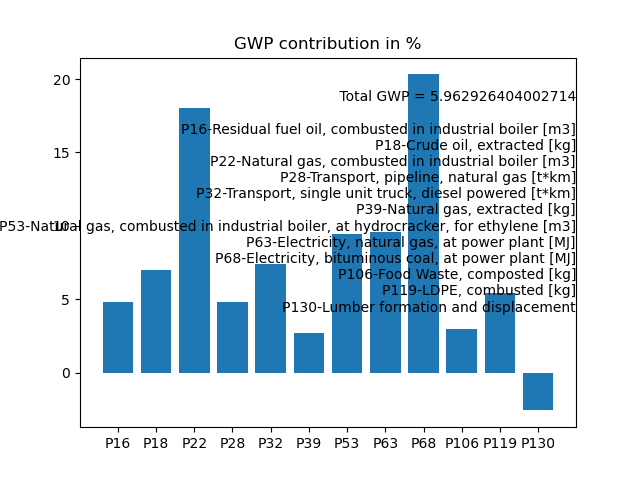 GWP contribution in %
20
Total GWP = 5.962926404002714
P16-Residual fuel oil, combusted in industrial boiler [m3]
15
P18-Crude oil, extracted [kg]
P22-Natural gas, combusted in industrial boiler [m3]
P28-Transport, pipeline, natural gas [t*km]
P32-Transport, single unit truck, diesel powered [t*km]
P39-Natural gas, extracted [kg]
10
P53-Natural gas, combusted in industrial boiler, at hydrocracker, for ethylene [m3]
P63-Electricity, natural gas, at power plant [MJ]
P68-Electricity, bituminous coal, at power plant [MJ]
P106-Food Waste, composted [kg]
P119-LDPE, combusted [kg]
5
P130-Lumber formation and displacement
0
P16 P18 P22 P28 P32 P39 P53 P63 P68 P106 P119 P130